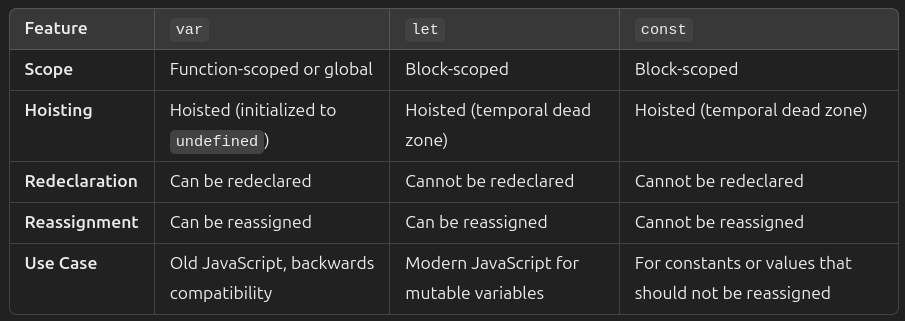 Feature var let const
Scope Function-scoped or global Block-scoped Block-scoped
Hoisting Hoisted (initialized to Hoisted (temporal dead Hoisted (temporal dead zone)
undefined) zone)
Redeclaration Can be redeclared Cannot be redeclared Cannot be redeclared
Reassignment Can be reassigned Can be reassigned Cannot be reassigned
Use Case Old JavaScript, backwards Modern JavaScript for For constants or values that
compatibility mutable variables should not be reassigned